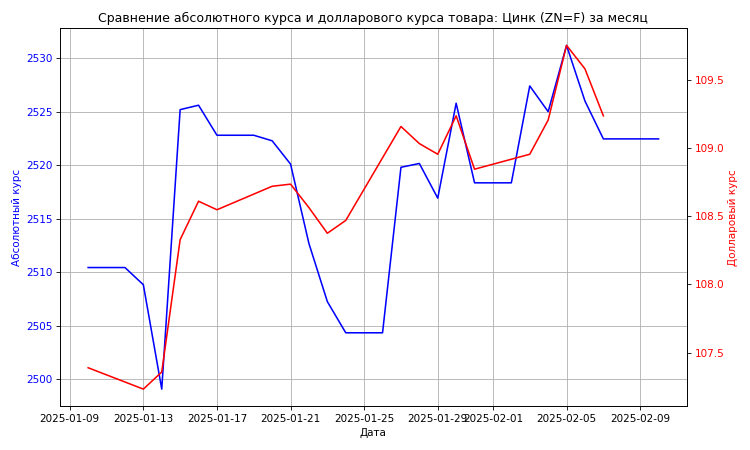 Сравнение абсолютного курса и долларового курса товара: Цинк (ZN=F) за месяц
Абсолютный курс
2530
2525
2520
2515
2510
2505
2500
109.5
109.0
108.5
108.0
107.5
Долларовый курс
2025-01-09 2025-01-13 2025-01-17 2025-01-21 2025-01-25 2025-01-29 2025-02-01 2025-02-05 2025-02-09
Дата